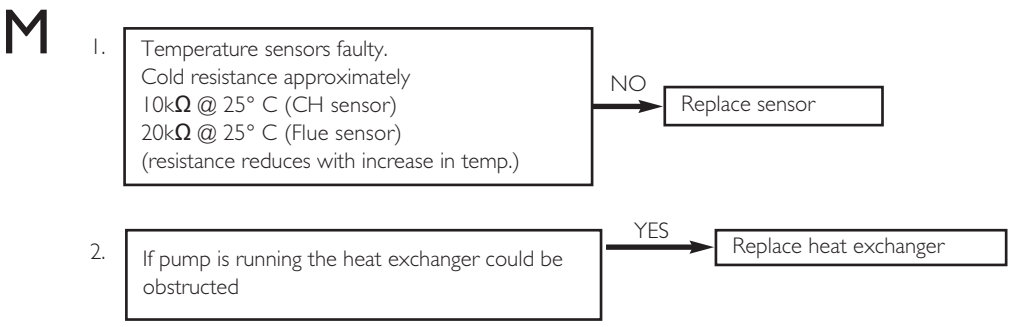 M
1. Temperature sensors faulty.
Cold resistance approximately
10kΩ @ 25° C (CH sensor)
20kΩ @ 25° C (Flue sensor)
(resistance reduces with increase in temp.)
NO
Replace sensor
2. If pump is running the heat exchanger could be
obstructed
YES
Replace heat exchanger